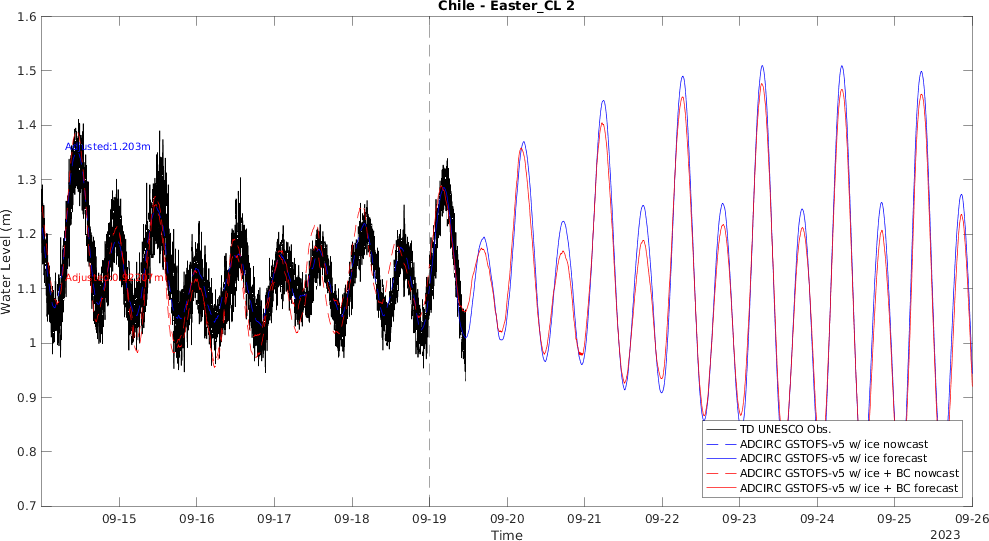 Chile - Easter_CL 2
Water Level (m)
1.6
1.5
1.4
1.3
1.2
1.1
1
0.9
0.8
0.7
Adjusted:1.203m
TD UNESCO Obs.
ADCIRC GSTOFS-v5 w/ ice nowcast
ADCIRC GSTOFS-v5 w/ ice forecast
ADCIRC GSTOFS-v5 w/ ice + BC nowcast
ADCIRC GSTOFS-v5 w/ ice + BC forecast
09-15 09-16 09-17 09-18 09-19 09-20 09-21 09-22 09-23 09-24 09-25 09-26
Time
2023